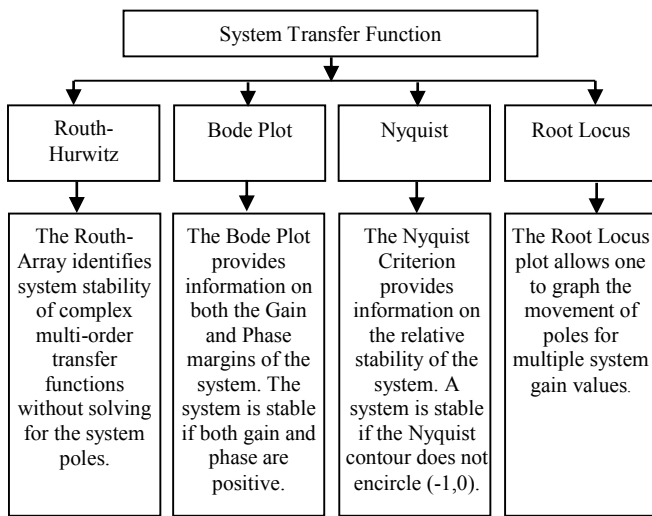 System Transfer Function
Routh-
Hurwitz
Bode Plot
Nyquist
Root Locus
The Routh-
Array identifies
system stability
of complex
multi-order
transfer
functions
without solving
for the system
poles.
The Bode Plot
provides
information on
both the Gain
and Phase
margins of the
system. The
system is stable
if both gain and
phase are
positive.
The Nyquist
Criterion
provides
information on
the relative
stability of the
system. A
system is stable
if the Nyquist
contour does not
encircle (-1,0).
The Root Locus
plot allows one
to graph the
movement of
poles for
multiple system
gain values.